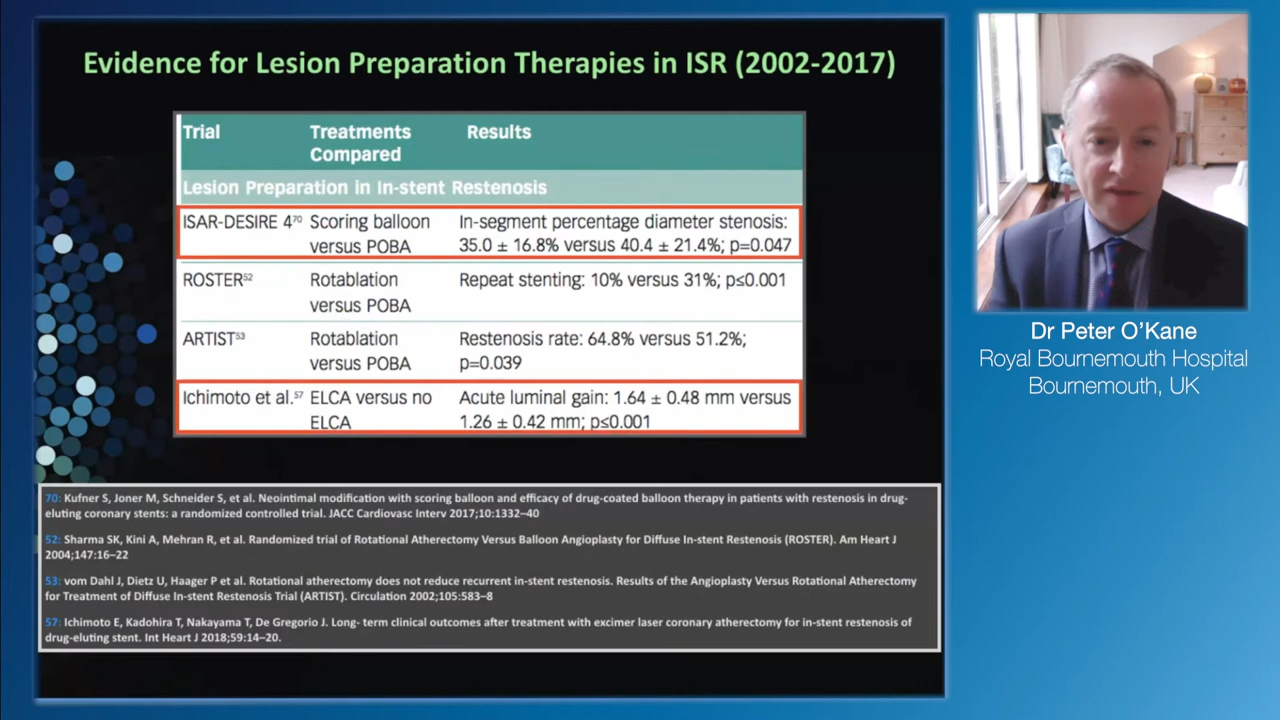 Evidence for Lesion Preparation Therapies in ISR (2002-2017)
Trial Treatments Compared Results
Lesion Preparation in In-stent Restenosis
ISAR-DESIRE 4⁷⁰ Scoring balloon versus POBA In-segment percentage diameter stenosis: 35.0 ± 16.8% versus 40.4 ± 21.4%; p=0.047
ROSTER⁵² Rotablation versus POBA Repeat stenting: 10% versus 31%; p≤0.001
ARTIST⁵³ Rotablation versus POBA Restenosis rate: 64.8% versus 51.2%; p=0.039
Ichimoto et al.⁵⁷ ELCA versus no ELCA Acute luminal gain: 1.64 ± 0.48 mm versus 1.26 ± 0.42 mm; p≤0.001
70: Kufner S, Joner M, Schneider S, et al. Neointimal modification with scoring balloon and efficacy of drug-coated balloon therapy in patients with restenosis in drug-
eluting coronary stents: a randomized controlled trial. JACC Cardiovasc Interv 2017;10:1332–40
52: Sharma SK, Kini A, Mehran R, et al. Randomized trial of Rotational Atherectomy Versus Balloon Angioplasty for Diffuse In-stent Restenosis (ROSTER). Am Heart J
2004;147:16–22
53: vom Dahl J, Dietz U, Haager P et al. Rotational atherectomy does not reduce recurrent in-stent restenosis. Results of the Angioplasty Versus Rotational Atherectomy
for Treatment of Diffuse In-stent Restenosis Trial (ARTIST). Circulation 2002;105:583–8
57: Ichimoto E, Kadohira T, Nakayama T, De Gregorio J. Long- term clinical outcomes after treatment with excimer laser coronary atherectomy for in-stent restenosis of
drug-eluting stent. Int Heart J 2018;59:14–20.
Dr Peter O'Kane
Royal Bournemouth Hospital
Bournemouth, UK